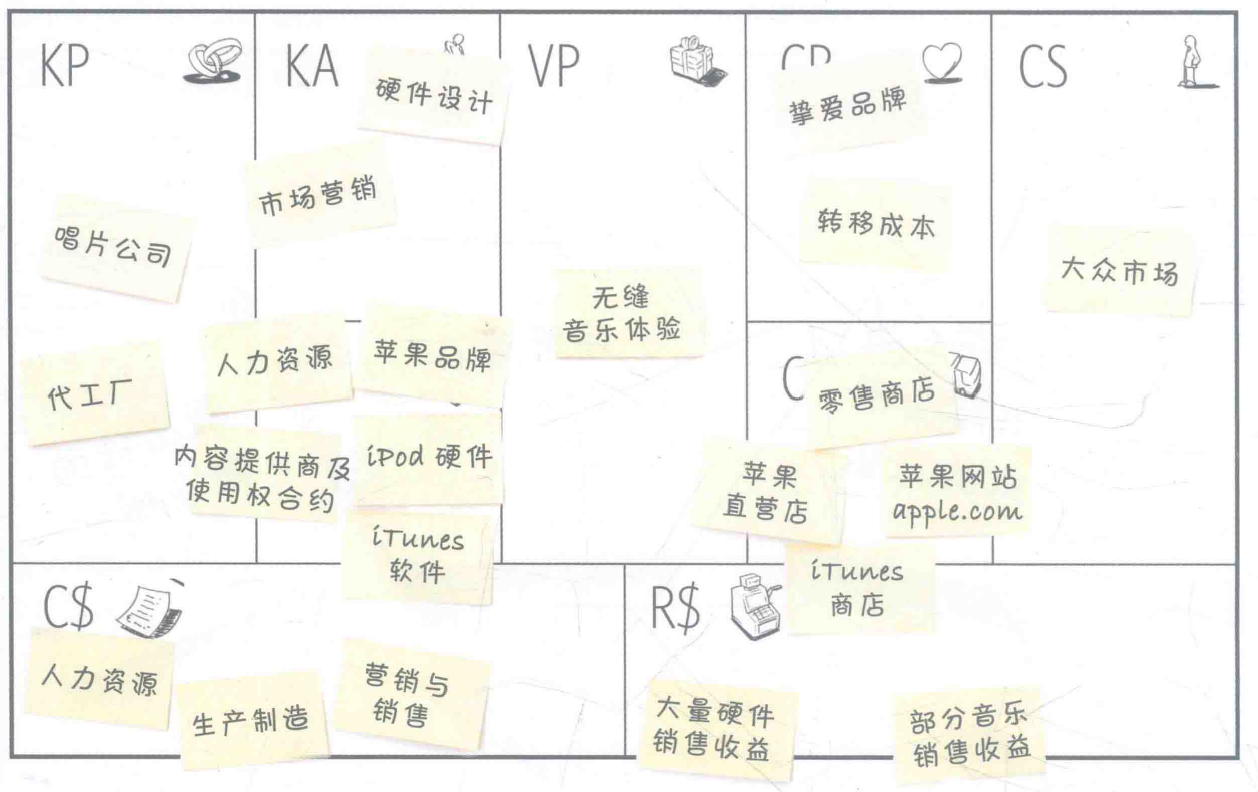 KP
唱片公司
代工厂
KA
硬件设计
市场营销
人力资源
苹果品牌
内容提供商及
使用权合约
iPod 硬件
iTunes
软件
VP
无缝
音乐体验
挚爱品牌
转移成本
C
零售商店
苹果
直营店
苹果网站
apple.com
iTunes
商店
CS
大众市场
C$
人力资源
生产制造
营销与
销售
R$
大量硬件
销售收益
部分音乐
销售收益